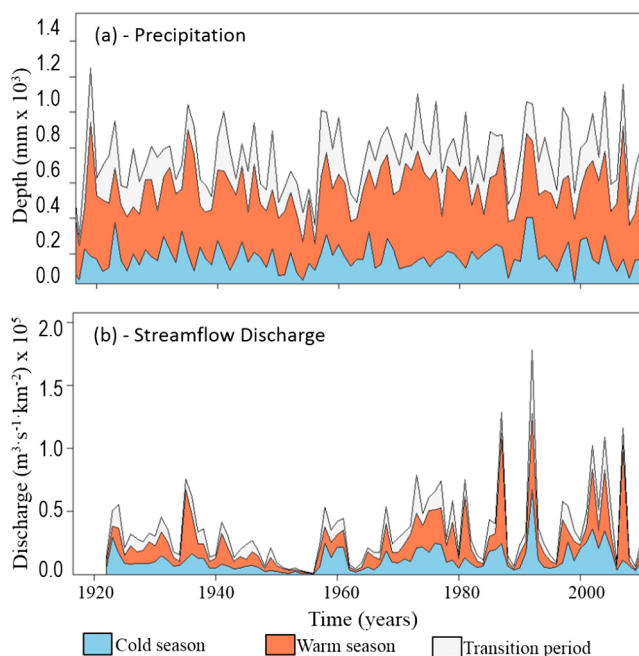 (a) - Precipitation
Depth (mm x 10³)
1.4
1.2
1.0
0.8
0.6
0.4
0.2
0.0
(b) - Streamflow Discharge
Discharge (m³·s⁻¹·km⁻²) x 10⁵
2.0
1.5
1.0
0.5
0.0
1920 1940 1960 1980 2000
Time (years)
Cold season Warm season Transition period